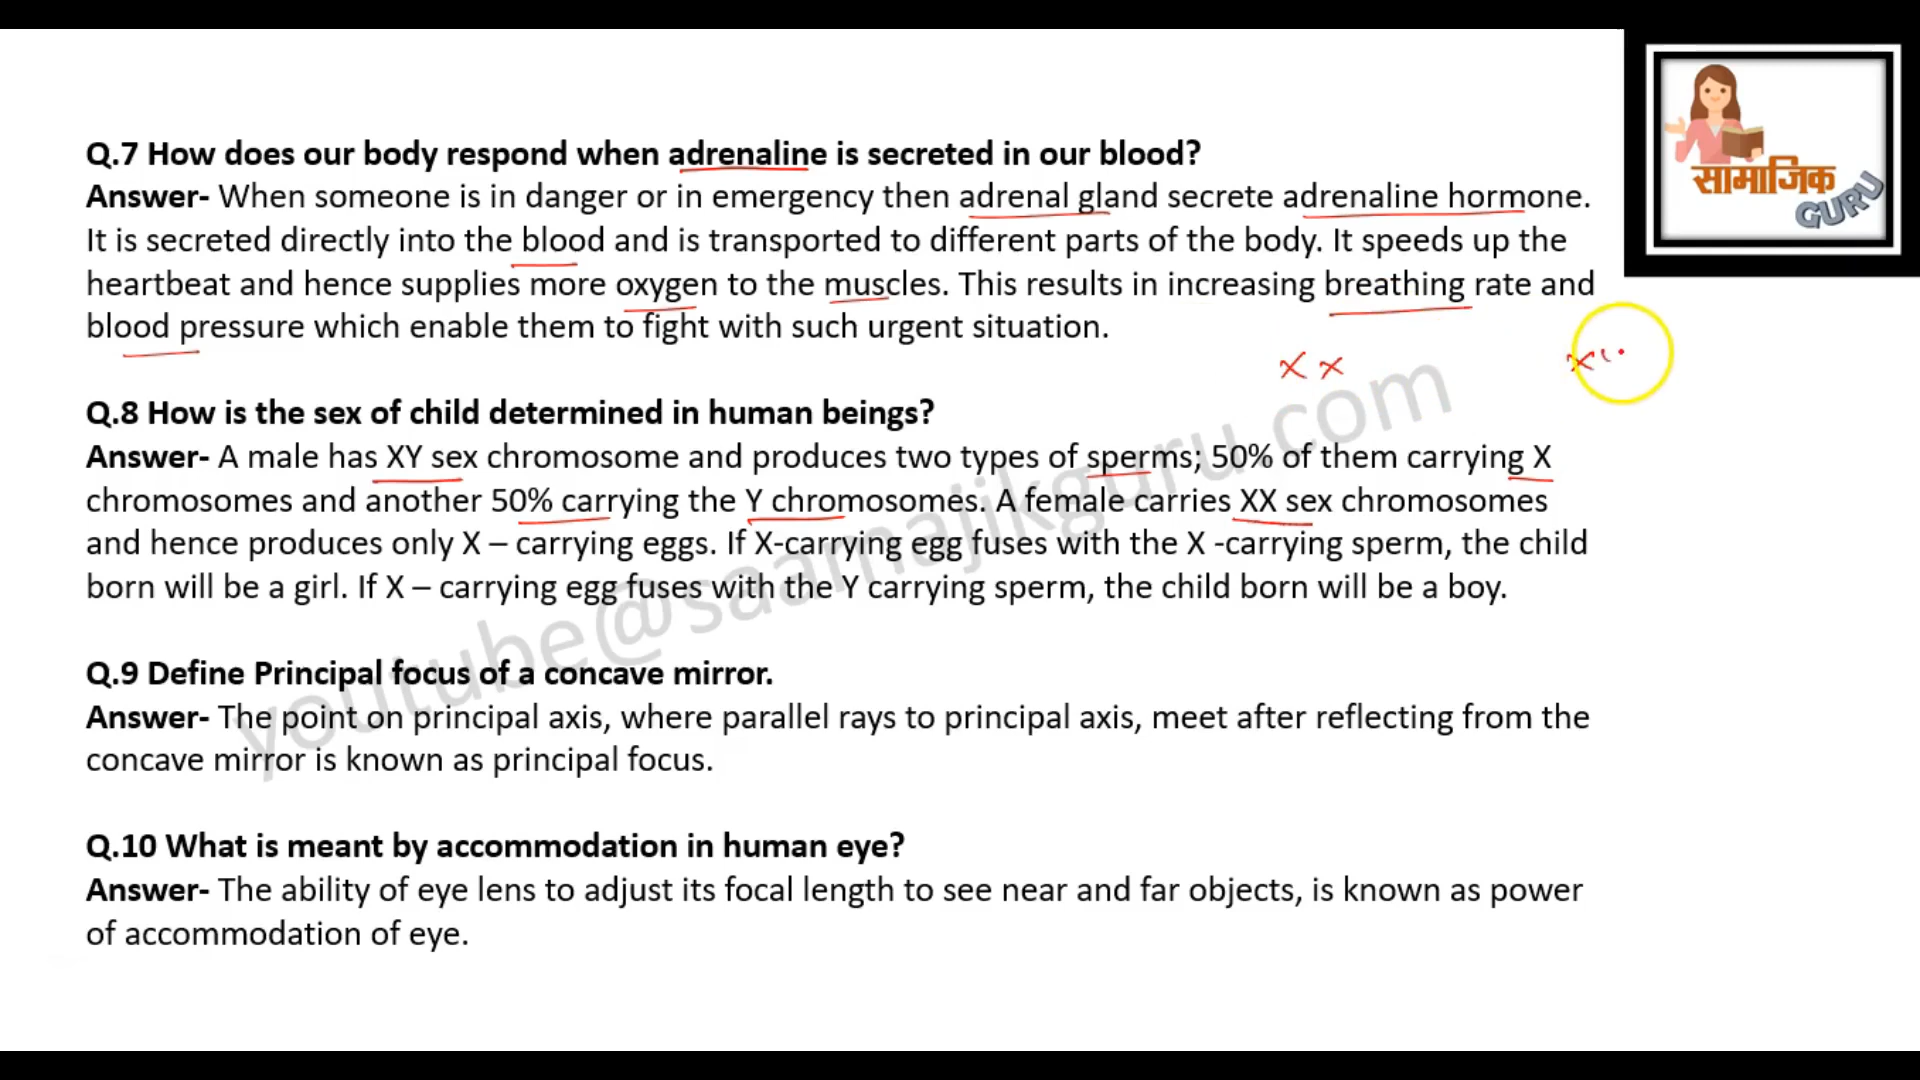 सामाजिक
GURU
Q.7 How does our body respond when adrenaline is secreted in our blood?
Answer- When someone is in danger or in emergency then adrenal gland secrete adrenaline hormone.
It is secreted directly into the blood and is transported to different parts of the body. It speeds up the
heartbeat and hence supplies more oxygen to the muscles. This results in increasing breathing rate and
blood pressure which enable them to fight with such urgent situation.
X X
X
Q.8 How is the sex of child determined in human beings?
Answer- A male has XY sex chromosome and produces two types of sperms; 50% of them carrying X
chromosomes and another 50% carrying the Y chromosomes. A female carries XX sex chromosomes
and hence produces only X – carrying eggs. If X-carrying egg fuses with the X -carrying sperm, the child
born will be a girl. If X – carrying egg fuses with the Y carrying sperm, the child born will be a boy.
Q.9 Define Principal focus of a concave mirror.
Answer- The point on principal axis, where parallel rays to principal axis, meet after reflecting from the
concave mirror is known as principal focus.
Q.10 What is meant by accommodation in human eye?
Answer- The ability of eye lens to adjust its focal length to see near and far objects, is known as power
of accommodation of eye.
youtube@saamajikguru.com